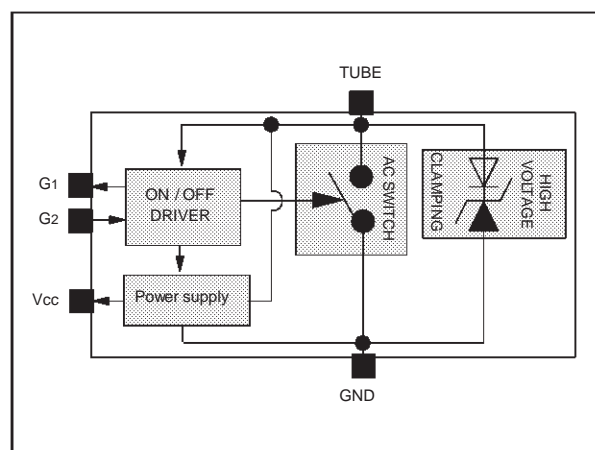 TUBE
G1
G2
ON / OFF
DRIVER
AC SWITCH
HIGH
VOLTAGE
CLAMPING
Vcc
Power supply
GND